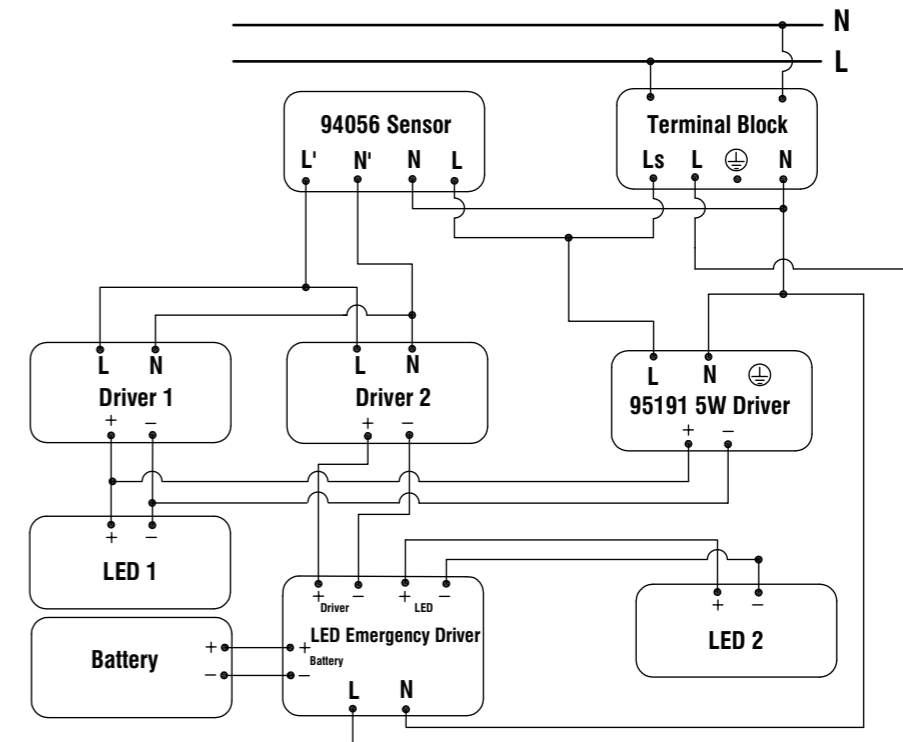 N
L
94056 Sensor
L' N' N L
Terminal Block
Ls L N
L N
Driver 1
+ −
L N
Driver 2
+ −
L N
95191 5W Driver
+ −
+ −
LED 1
+ Driver − + LED −
LED Emergency Driver
+ Battery
−
L N
Battery
+
−
+ −
LED 2